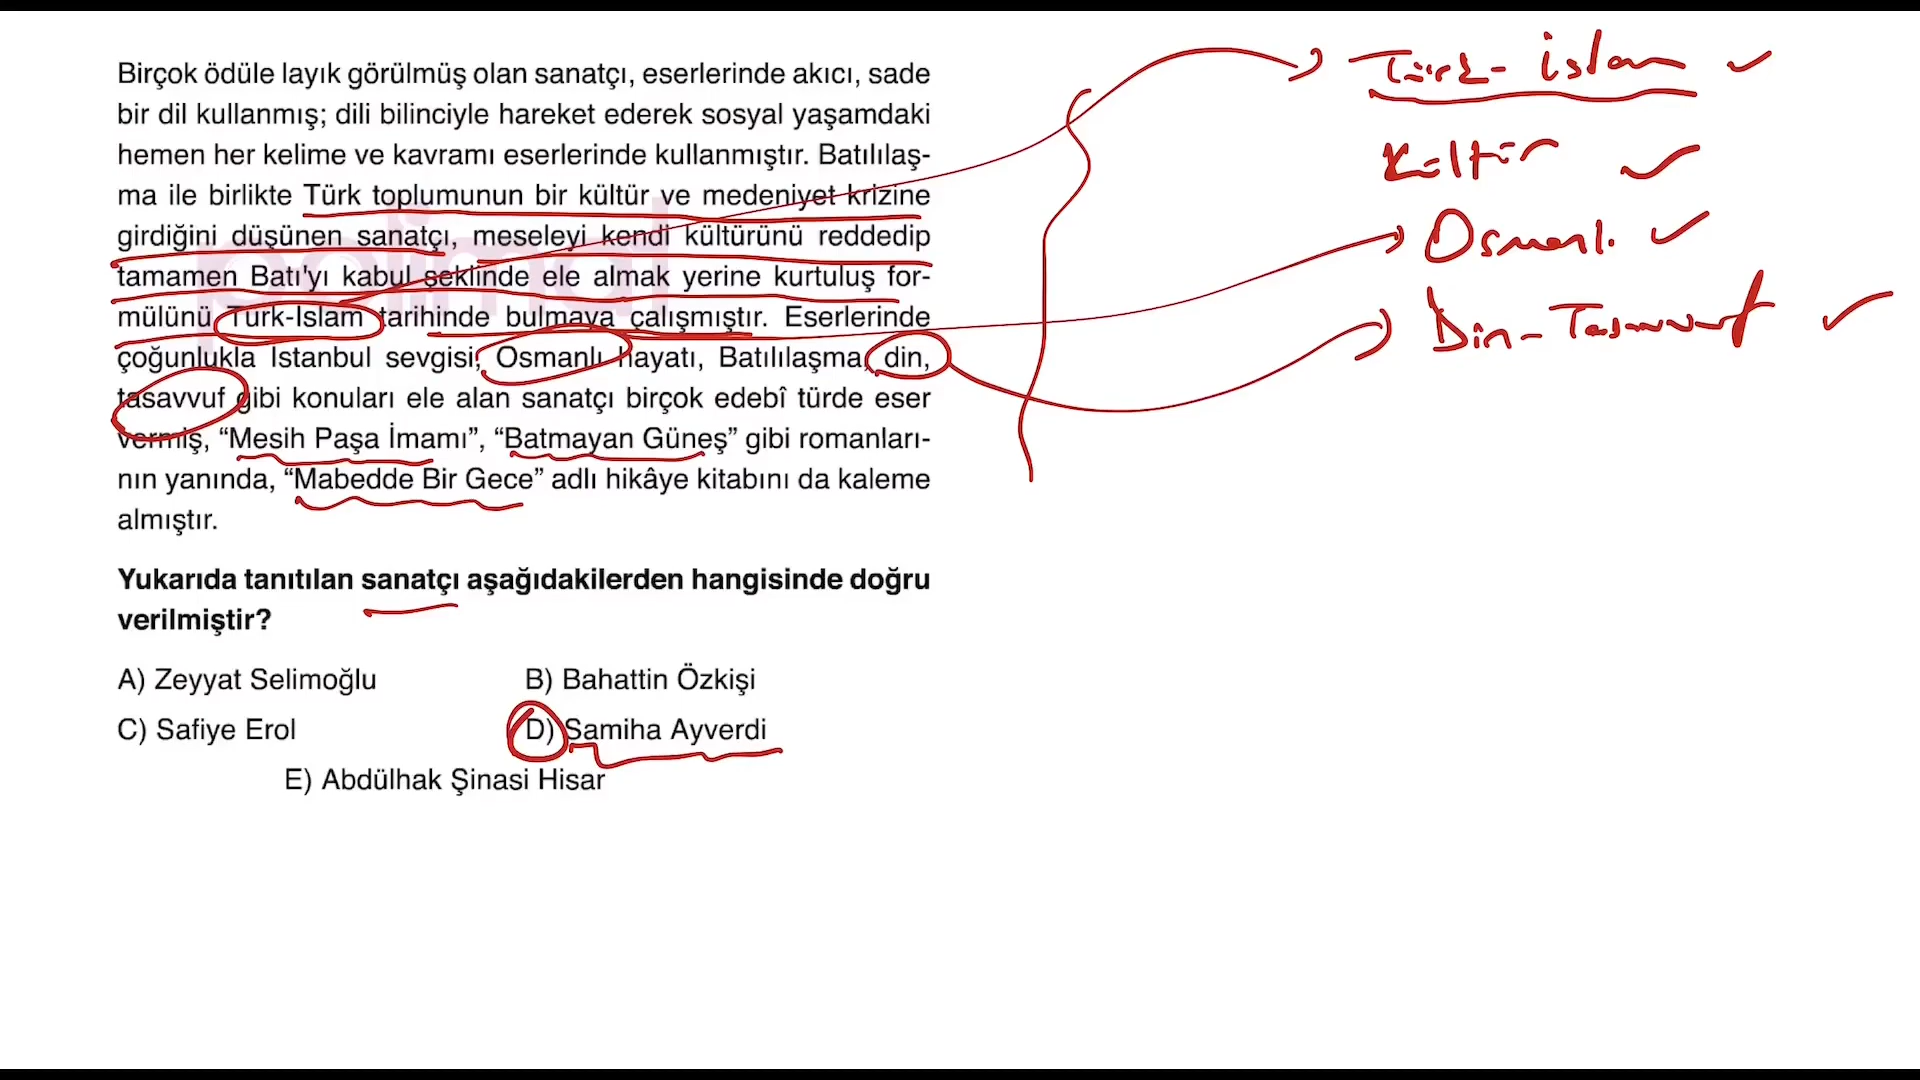 Birçok ödüle layık görülmüş olan sanatçı, eserlerinde akıcı, sade
bir dil kullanmış; dili bilinciyle hareket ederek sosyal yaşamdaki
hemen her kelime ve kavramı eserlerinde kullanmıştır. Batılılaş-
ma ile birlikte Türk toplumunun bir kültür ve medeniyet krizine
girdiğini düşünen sanatçı, meseleyi kendi kültürünü reddedip
tamamen Batı'yı kabul şeklinde ele almak yerine kurtuluş for-
mülünü Türk-İslam tarihinde bulmaya çalışmıştır. Eserlerinde
çoğunlukla İstanbul sevgisi, Osmanlı hayatı, Batılılaşma, din,
tasavvuf gibi konuları ele alan sanatçı birçok edebî türde eser
vermiş, “Mesih Paşa İmamı”, “Batmayan Güneş” gibi romanları-
nın yanında, “Mabedde Bir Gece” adlı hikâye kitabını da kaleme
almıştır.
Yukarıda tanıtılan sanatçı aşağıdakilerden hangisinde doğru
verilmiştir?
A) Zeyyat Selimoğlu B) Bahattin Özkişi
C) Safiye Erol D) Samiha Ayverdi
E) Abdülhak Şinasi Hisar
Türk-İslam
Kültür
Osmanlı
Din-Tasavvuf